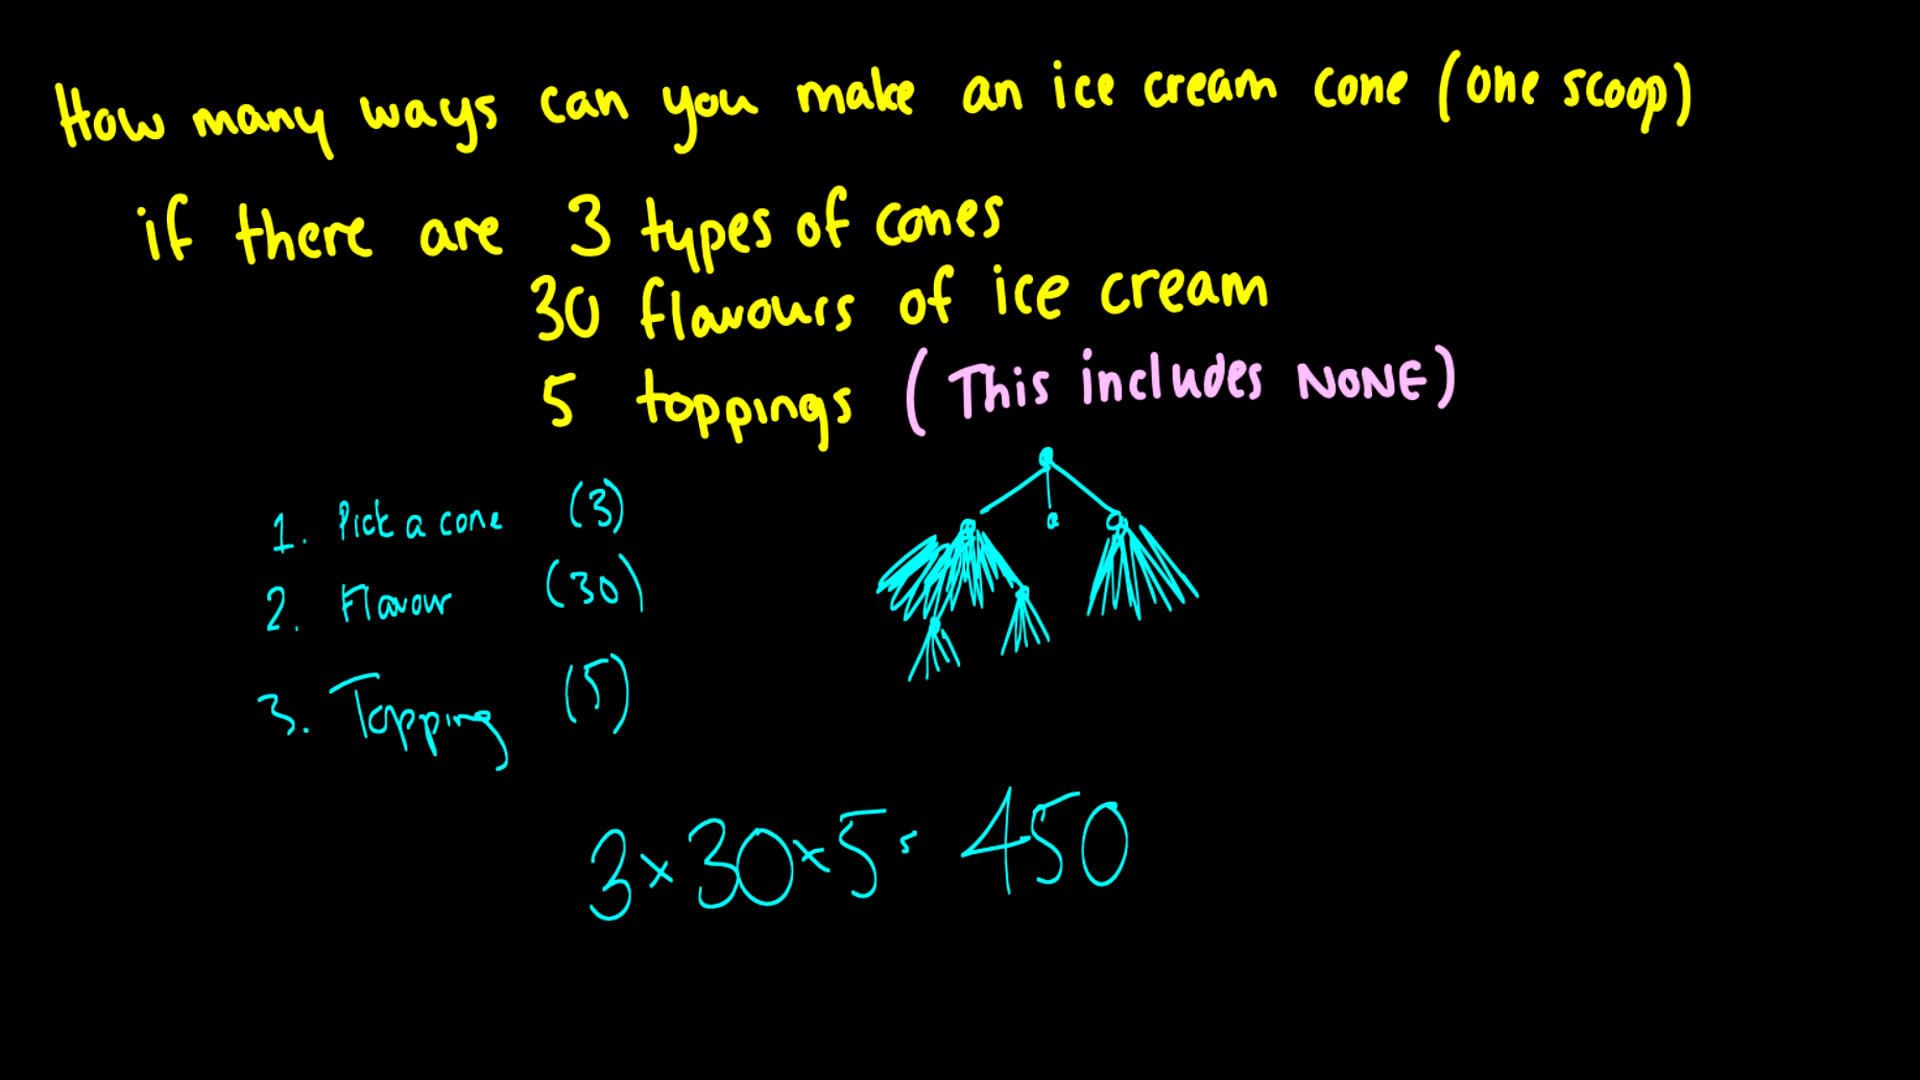 How many ways can you make an ice cream cone (one scoop)
if there are 3 types of cones
30 flavours of ice cream
5 toppings (This includes NONE)
1. Pick a cone (3)
2. Flavour (30)
3. Topping (5)
3 × 30 × 5 = 450